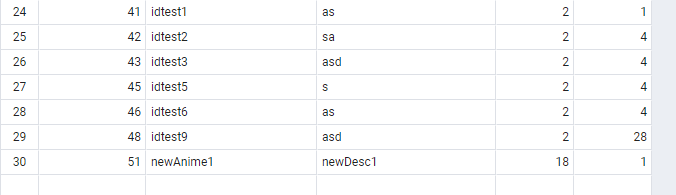 24 41 idtest1 as 2 1
25 42 idtest2 sa 2 4
26 43 idtest3 asd 2 4
27 45 idtest5 s 2 4
28 46 idtest6 as 2 4
29 48 idtest9 asd 2 28
30 51 newAnime1 newDesc1 18 1